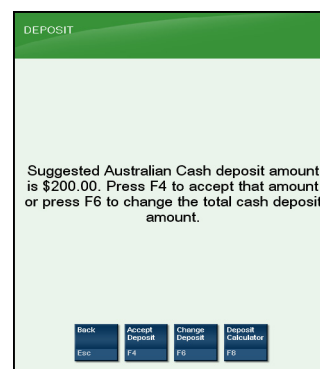 DEPOSIT
Suggested Australian Cash deposit amount
is $200.00. Press F4 to accept that amount
or press F6 to change the total cash deposit
amount.
Back Accept Deposit Change Deposit Deposit Calculator
Esc F4 F6 F8